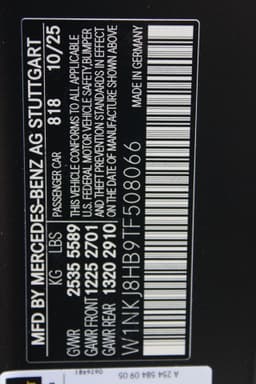 MFD BY MERCEDES-BENZ AG STUTTGART
KG LBS PASSENGER CAR 818 10/25
GVWR 2535 5589
GAWR FRONT 1225 2701
GAWR REAR 1320 2910
THIS VEHICLE CONFORMS TO ALL APPLICABLE
U.S. FEDERAL MOTOR VEHICLE SAFETY,BUMPER
AND THEFT PREVENTION STANDARDS IN EFFECT
ON THE DATE OF MANUFACTURE SHOWN ABOVE
W1NKJ8HB9TF508066
MADE IN GERMANY
A 254 584 09 05